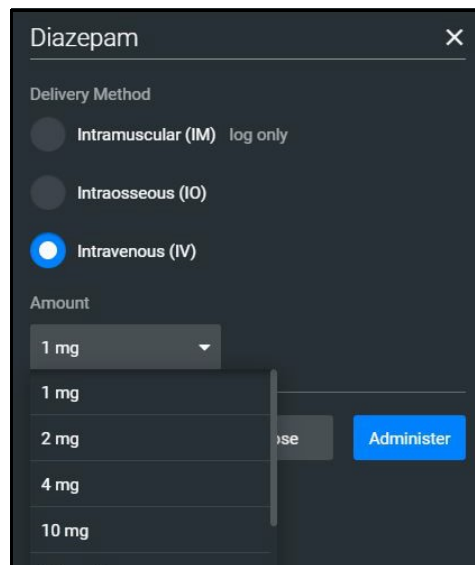 Diazepam
Delivery Method
Intramuscular (IM) log only
Intraosseous (IO)
Intravenous (IV)
Amount
1 mg
1 mg
2 mg
ose
Administer
4 mg
10 mg